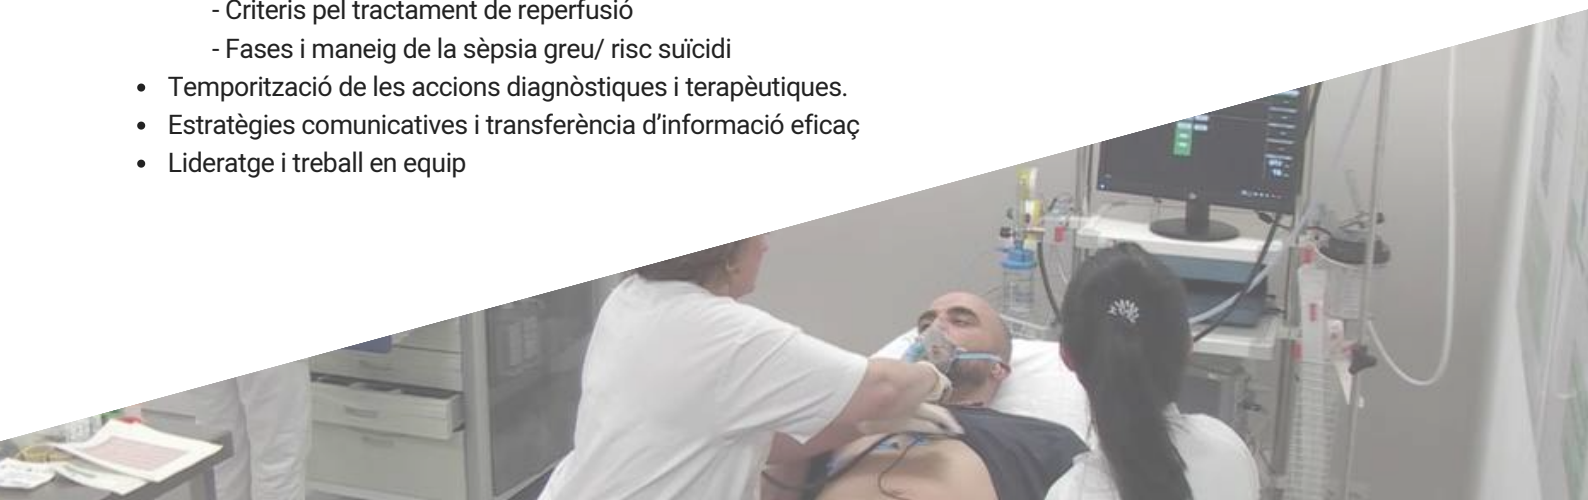 - Criteris pel tractament de reperfusió
- Fases i maneig de la sèpsia greu/ risc suïcidi
• Temporització de les accions diagnòstiques i terapèutiques.
• Estratègies comunicatives i transferència d’informació eficaç
• Lideratge i treball en equip